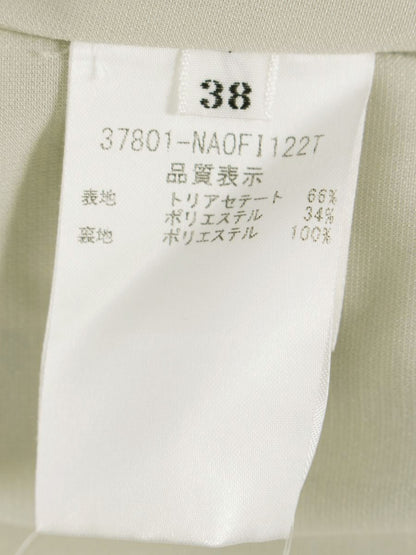 38
37801-NAOFI122T
品質表示
表地 トリアセテート 66%
ポリエステル 34%
裏地 ポリエステル 100%